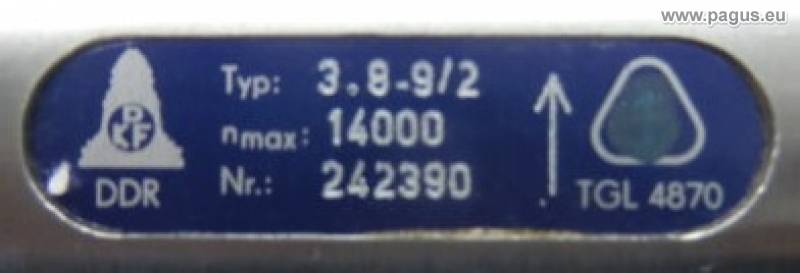 www.pagus.eu
PKF
DDR
Typ: 3.8-9/2
nmax: 14000
Nr.: 242390
TGL 4870